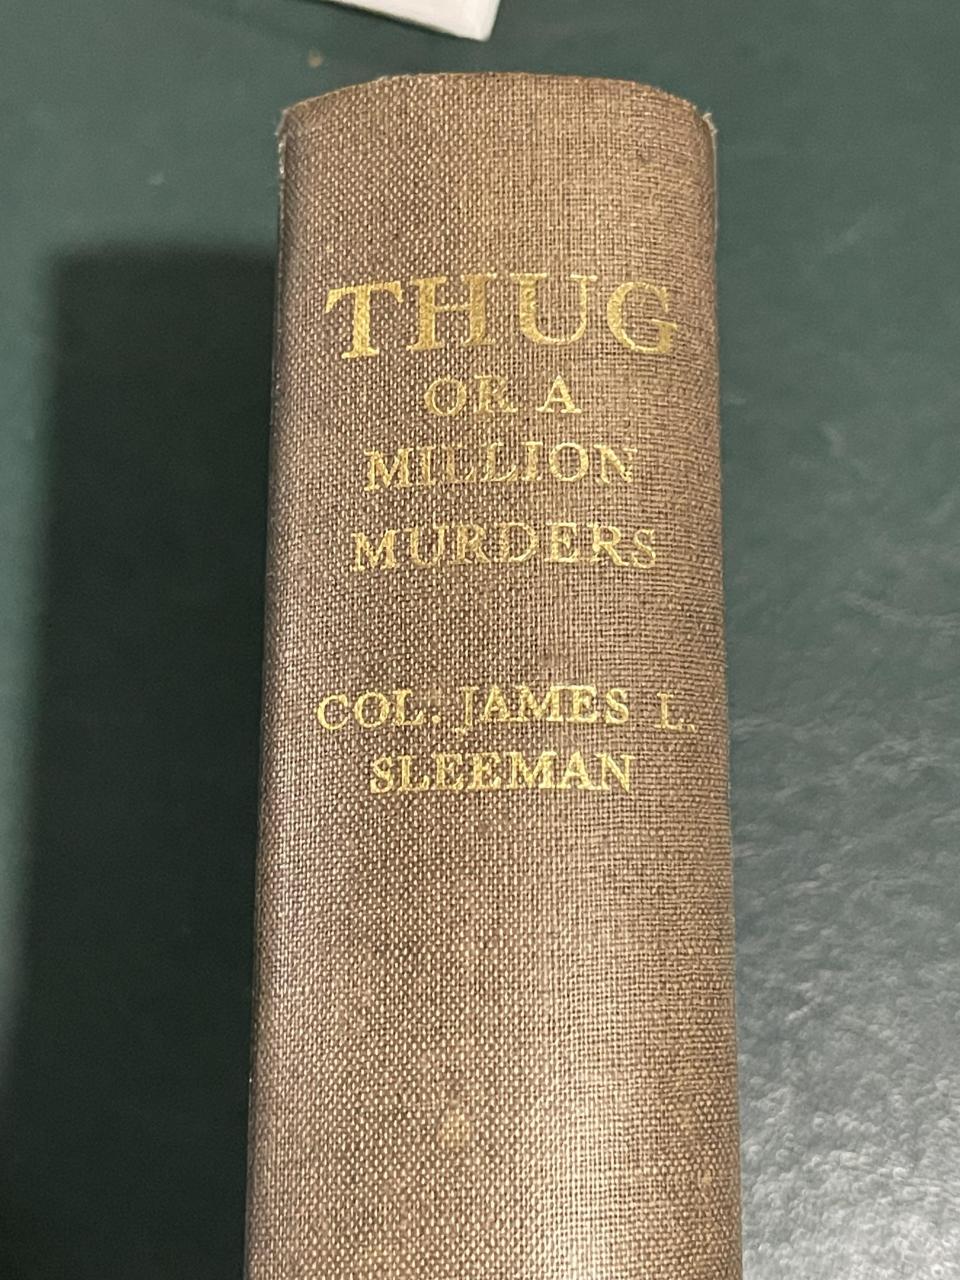 THUG
OR A
MILLION
MURDERS
COL. JAMES L.
SLEEMAN